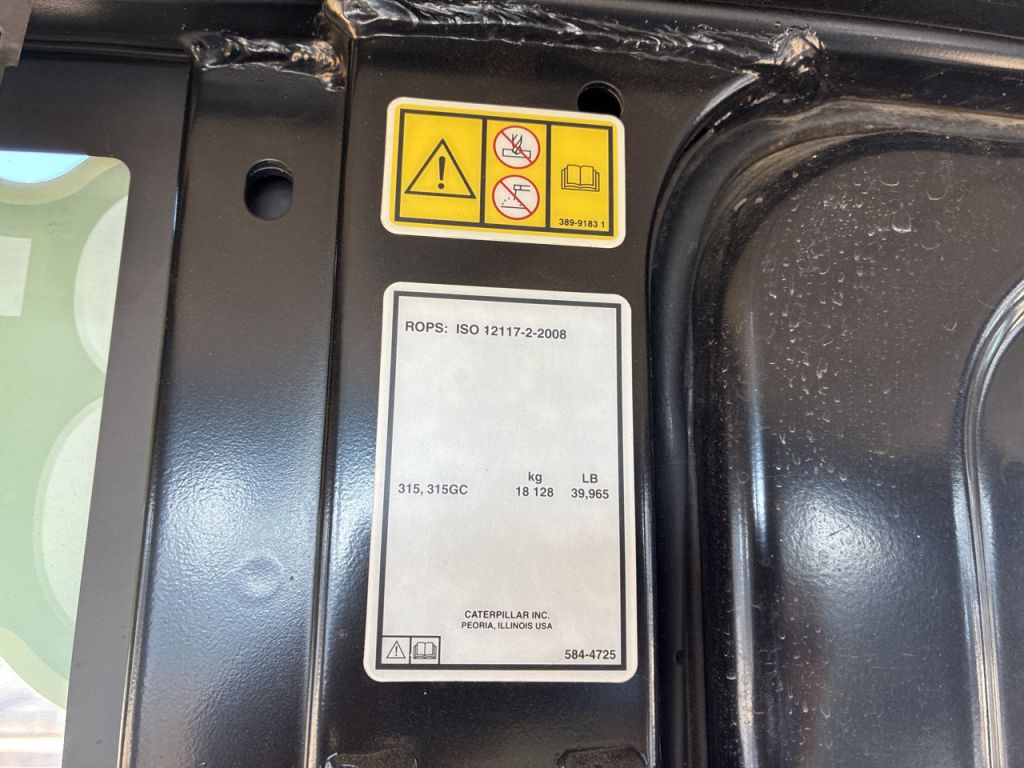 389-9183 1
ROPS: ISO 12117-2-2008
kg LB
315, 315GC 18 128 39,965
CATERPILLAR INC.
PEORIA, ILLINOIS USA
584-4725